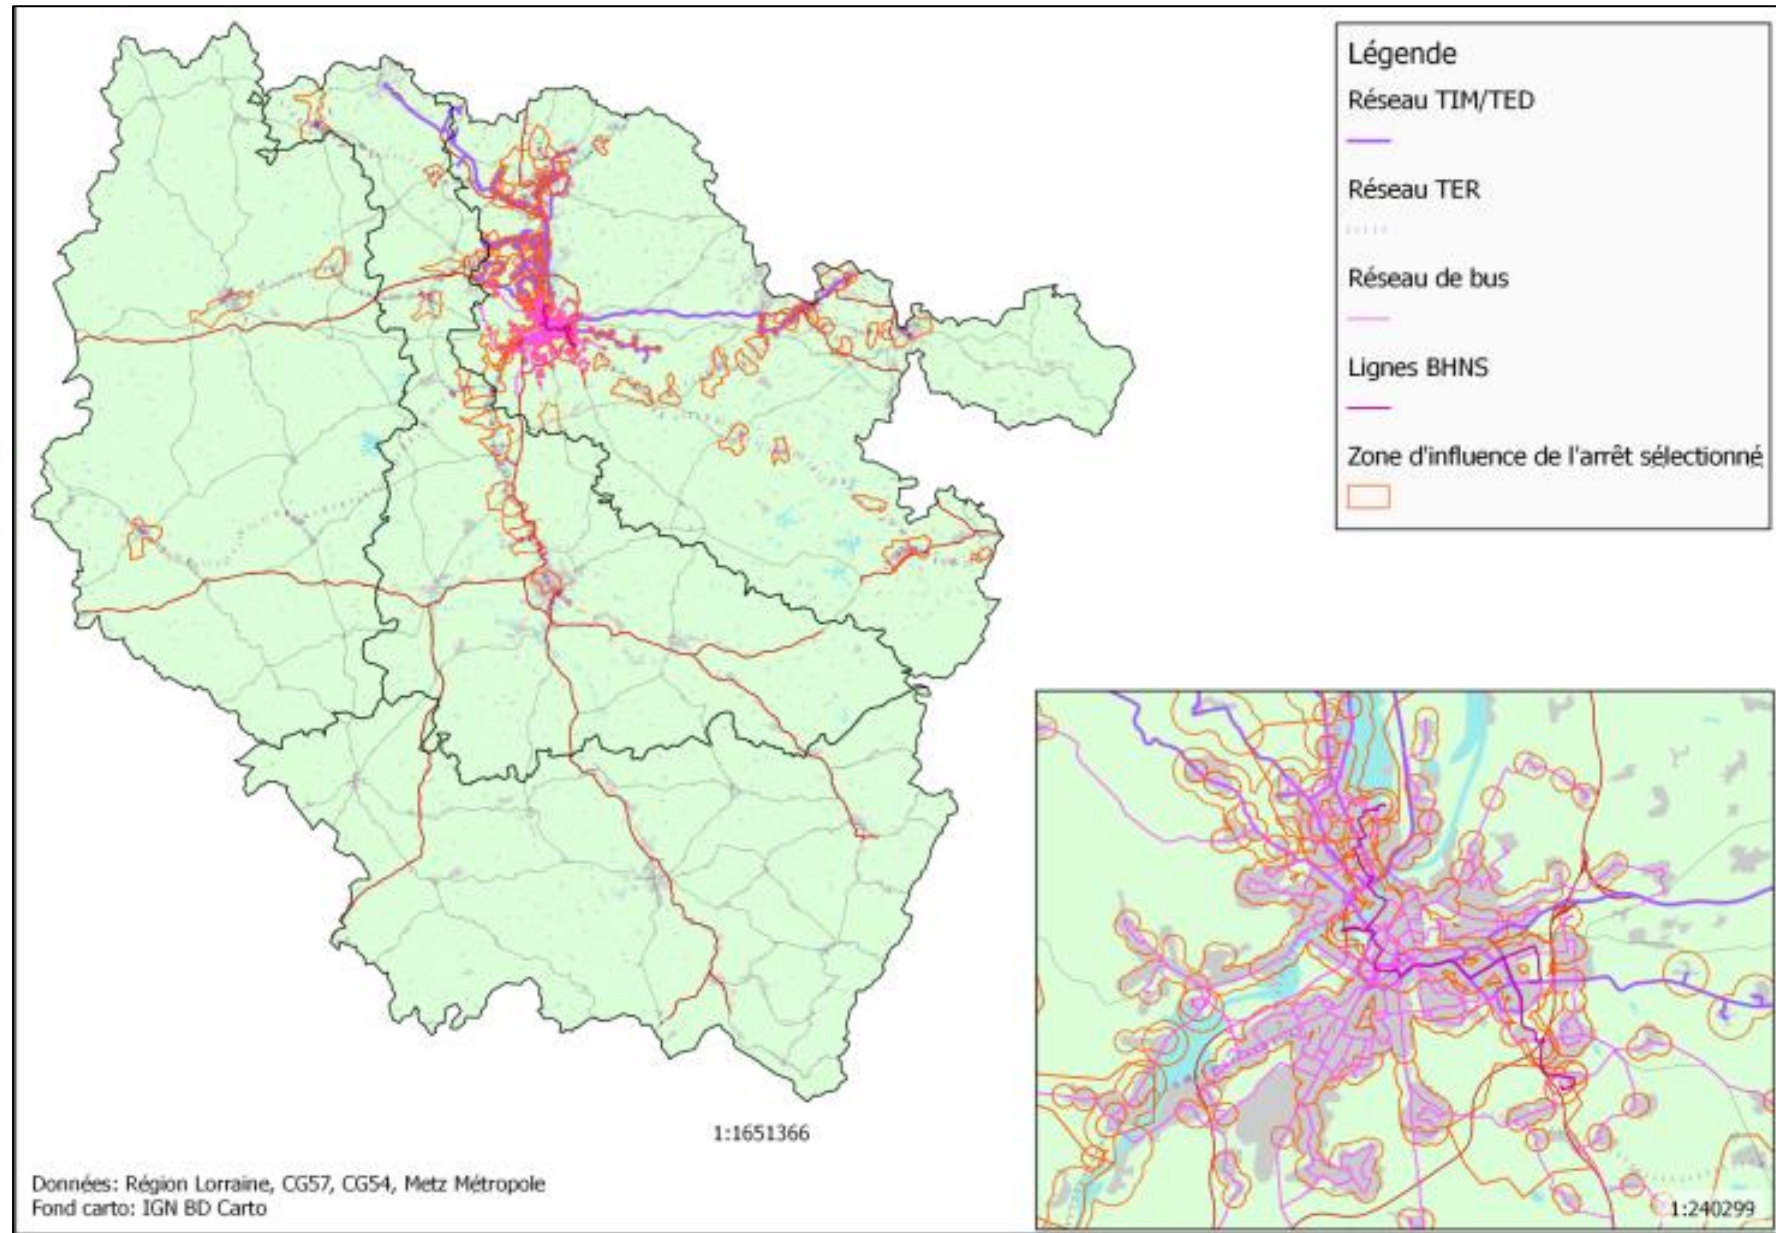 Légende
Réseau TIM/TED
Réseau TER
Réseau de bus
Lignes BHNS
Zone d'influence de l'arrêt sélectionné
1:1651366
Données: Région Lorraine, CG57, CG54, Metz Métropole
Fond carto: IGN BD Carto
1:240299